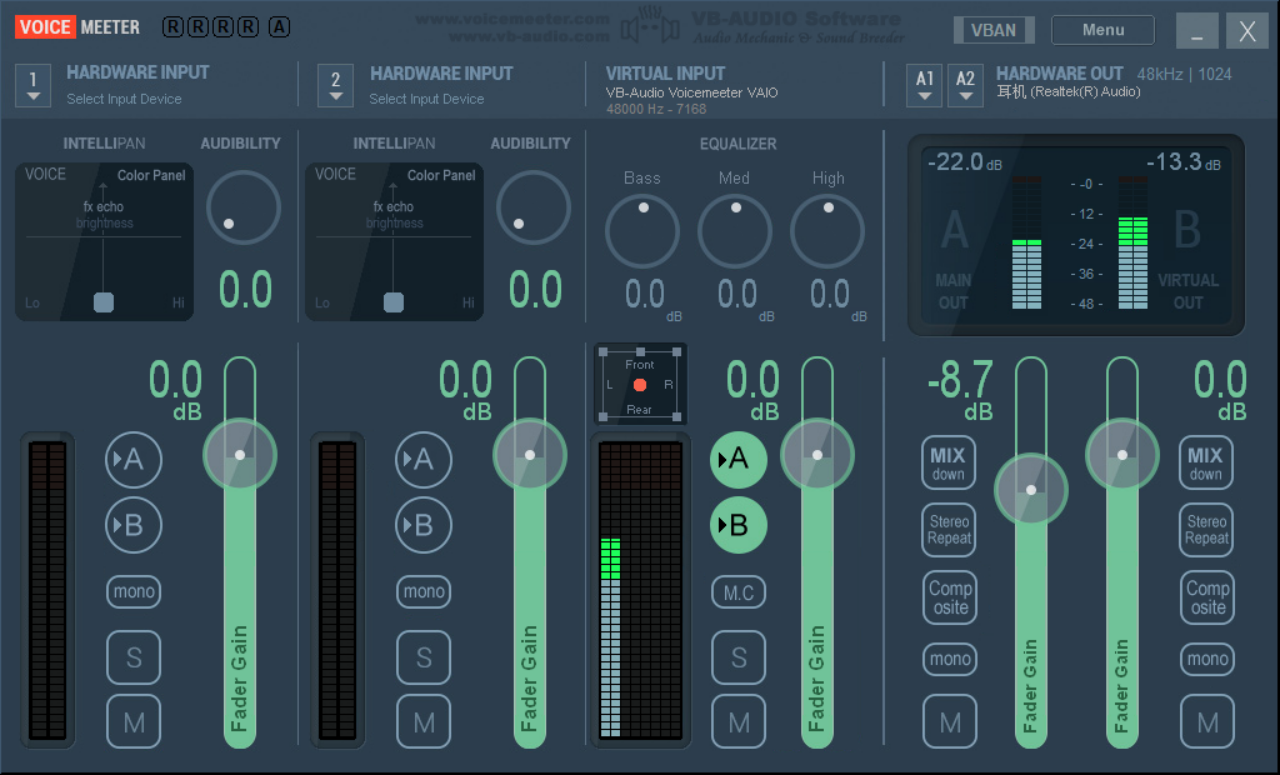 VOICE MEETER R R R R A
www.voicemeeter.com
www.vb-audio.com
VB-AUDIO Software
Audio Mechanic & Sound Breeder
VBAN
Menu
_
X
1
HARDWARE INPUT
Select Input Device
2
HARDWARE INPUT
Select Input Device
VIRTUAL INPUT
VB-Audio Voicemeeter VAIO
48000 Hz - 7168
A1
A2
HARDWARE OUT 48kHz | 1024
耳机 (Realtek(R) Audio)
INTELLIPAN
AUDIBILITY
VOICE
Color Panel
fx echo
brightness
Lo
Hi
0.0
INTELLIPAN
AUDIBILITY
VOICE
Color Panel
fx echo
brightness
Lo
Hi
0.0
EQUALIZER
Bass
Med
High
0.0 dB
0.0 dB
0.0 dB
-22.0 dB
-13.3 dB
-0 -
- 12 -
- 24 -
- 36 -
- 48 -
A
MAIN
OUT
B
VIRTUAL
OUT
0.0
dB
A
B
mono
S
M
Fader Gain
0.0
dB
A
B
mono
S
M
Fader Gain
Front
L
R
Rear
0.0
dB
A
B
M.C
S
M
Fader Gain
-8.7
dB
MIX
down
Stereo
Repeat
Comp
osite
mono
M
Fader Gain
Fader Gain
0.0
dB
MIX
down
Stereo
Repeat
Comp
osite
mono
M